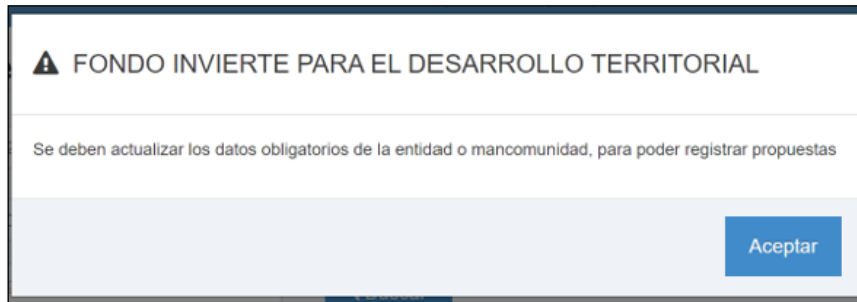 FONDO INVIERTE PARA EL DESARROLLO TERRITORIAL
Se deben actualizar los datos obligatorios de la entidad o mancomunidad, para poder registrar propuestas
Aceptar